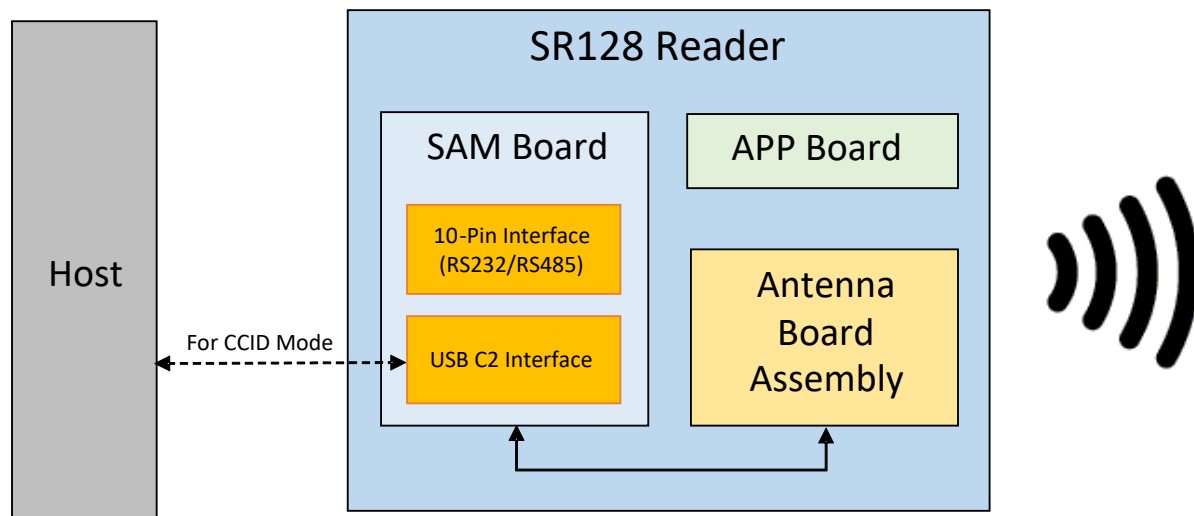 SR128 Reader
SAM Board
APP Board
10-Pin Interface
(RS232/RS485)
Host
Antenna
Board
Assembly
For CCID Mode
USB C2 Interface